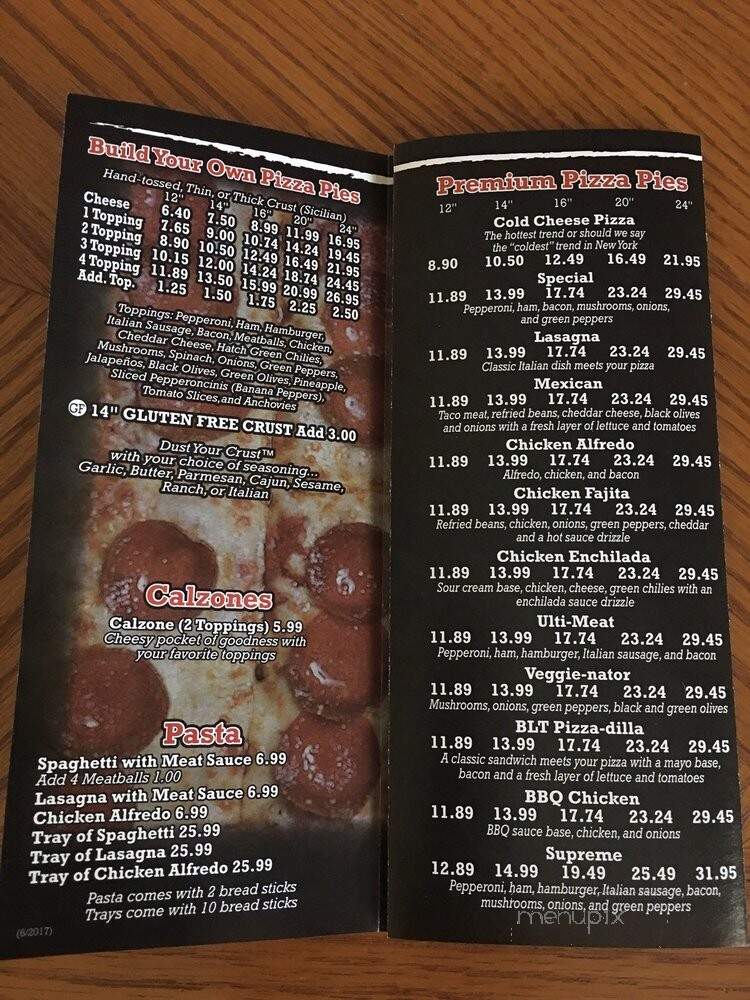 Build Your Own Pizza Pies
Hand-tossed, Thin, or Thick Crust (Sicilian)
12" 14" 16" 20" 24"
Cheese 6.40 7.50 8.99 11.99 16.95
1 Topping 7.65 9.00 10.74 14.24 19.45
2 Topping 8.90 10.50 12.49 16.49 21.95
3 Topping 10.15 12.00 14.24 18.74 24.45
4 Topping 11.89 13.50 15.99 20.99 26.95
Add. Top. 1.25 1.50 1.75 2.25 2.50
Toppings: Pepperoni, Ham, Hamburger,
Italian Sausage, Bacon, Meatballs, Chicken,
Cheddar Cheese, Hatch Green Chilies,
Mushrooms, Spinach, Onions, Green Peppers,
Jalapeños, Black Olives, Green Olives, Pineapple,
Sliced Pepperoncinis (Banana Peppers),
Tomato Slices, and Anchovies
GF 14" GLUTEN FREE CRUST Add 3.00
Dust Your Crust™
with your choice of seasoning...
Garlic, Butter, Parmesan, Cajun, Sesame,
Ranch, or Italian
Calzones
Calzone (2 Toppings) 5.99
Cheesy pocket of goodness with
your favorite toppings
Pasta
Spaghetti with Meat Sauce 6.99
Add 4 Meatballs 1.00
Lasagna with Meat Sauce 6.99
Chicken Alfredo 6.99
Tray of Spaghetti 25.99
Tray of Lasagna 25.99
Tray of Chicken Alfredo 25.99
Pasta comes with 2 bread sticks
Trays come with 10 bread sticks
(6/2017)
Premium Pizza Pies
12" 14" 16" 20" 24"
Cold Cheese Pizza
The hottest trend or should we say
the "coldest" trend in New York
8.90 10.50 12.49 16.49 21.95
Special
11.89 13.99 17.74 23.24 29.45
Pepperoni, ham, bacon, mushrooms, onions,
and green peppers
Lasagna
11.89 13.99 17.74 23.24 29.45
Classic Italian dish meets your pizza
Mexican
11.89 13.99 17.74 23.24 29.45
Taco meat, refried beans, cheddar cheese, black olives
and onions with a fresh layer of lettuce and tomatoes
Chicken Alfredo
11.89 13.99 17.74 23.24 29.45
Alfredo, chicken, and bacon
Chicken Fajita
11.89 13.99 17.74 23.24 29.45
Refried beans, chicken, onions, green peppers, cheddar
and a hot sauce drizzle
Chicken Enchilada
11.89 13.99 17.74 23.24 29.45
Sour cream base, chicken, cheese, green chilies with an
enchilada sauce drizzle
Ulti-Meat
11.89 13.99 17.74 23.24 29.45
Pepperoni, ham, hamburger, Italian sausage, and bacon
Veggie-nator
11.89 13.99 17.74 23.24 29.45
Mushrooms, onions, green peppers, black and green olives
BLT Pizza-dilla
11.89 13.99 17.74 23.24 29.45
A classic sandwich meets your pizza with a mayo base,
bacon and a fresh layer of lettuce and tomatoes
BBQ Chicken
11.89 13.99 17.74 23.24 29.45
BBQ sauce base, chicken, and onions
Supreme
12.89 14.99 19.49 25.49 31.95
Pepperoni, ham, hamburger, Italian sausage, bacon,
mushrooms, onions, and green peppers
menupix